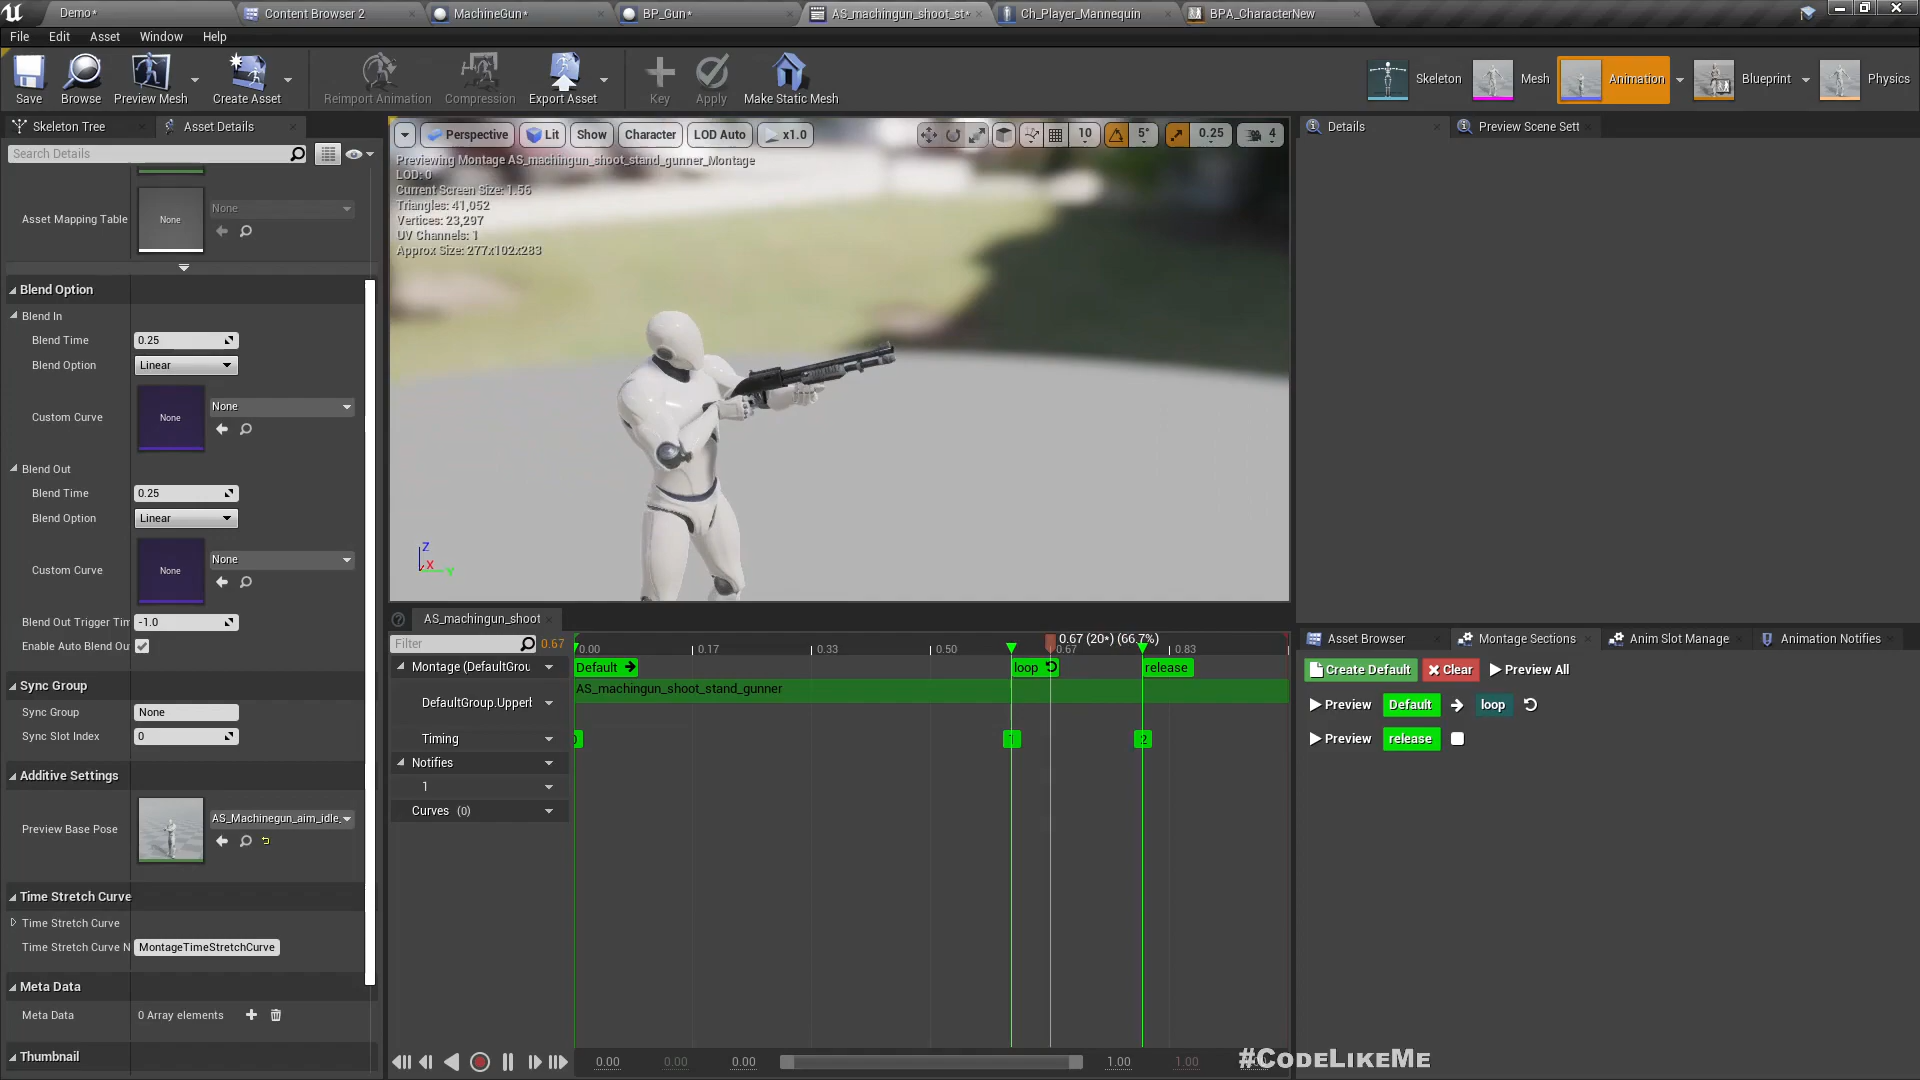 Demo*
Content Browser 2
MachineGun*
BP_Gun*
AS_machingun_shoot_st*
Ch_Player_Mannequin
BPA_CharacterNew
File
Edit
Asset
Window
Help
Save
Browse
Preview Mesh
Create Asset
Reimport Animation
Compression
Export Asset
Key
Apply
Make Static Mesh
Skeleton
Mesh
Animation
Blueprint
Physics
Skeleton Tree
Asset Details
Search Details
Asset Mapping Table
None
None
Blend Option
Blend In
Blend Time
0.25
Blend Option
Linear
Custom Curve
None
None
Blend Out
Blend Time
0.25
Blend Option
Linear
Custom Curve
None
None
Blend Out Trigger Tim
-1.0
Enable Auto Blend Ou
Sync Group
Sync Group
None
Sync Slot Index
0
Additive Settings
Preview Base Pose
AS_Machinegun_aim_idle_
Time Stretch Curve
Time Stretch Curve
Time Stretch Curve N
MontageTimeStretchCurve
Meta Data
Meta Data
0 Array elements
Thumbnail
Perspective
Lit
Show
Character
LOD Auto
x1.0
10
5°
0.25
4
Previewing Montage AS_machingun_shoot_stand_gunner_Montage
LOD: 0
Current Screen Size: 1.56
Triangles: 41,052
Vertices: 23,297
UV Channels: 1
Approx Size: 277x102x283
Z
X
Y
AS_machingun_shoot
Filter
0.67
0.00
0.17
0.33
0.50
0.67 (20*) (66.7%)
0.67
0.83
Montage (DefaultGrou
Default
loop
release
AS_machingun_shoot_stand_gunner
DefaultGroup.Upperb
Timing
1
2
Notifies
1
Curves (0)
0.00
0.00
0.00
1.00
1.00
Details
Preview Scene Sett
Asset Browser
Montage Sections
Anim Slot Manager
Animation Notifies
Create Default
Clear
Preview All
Preview
Default
loop
Preview
release
#CodeLikeMe